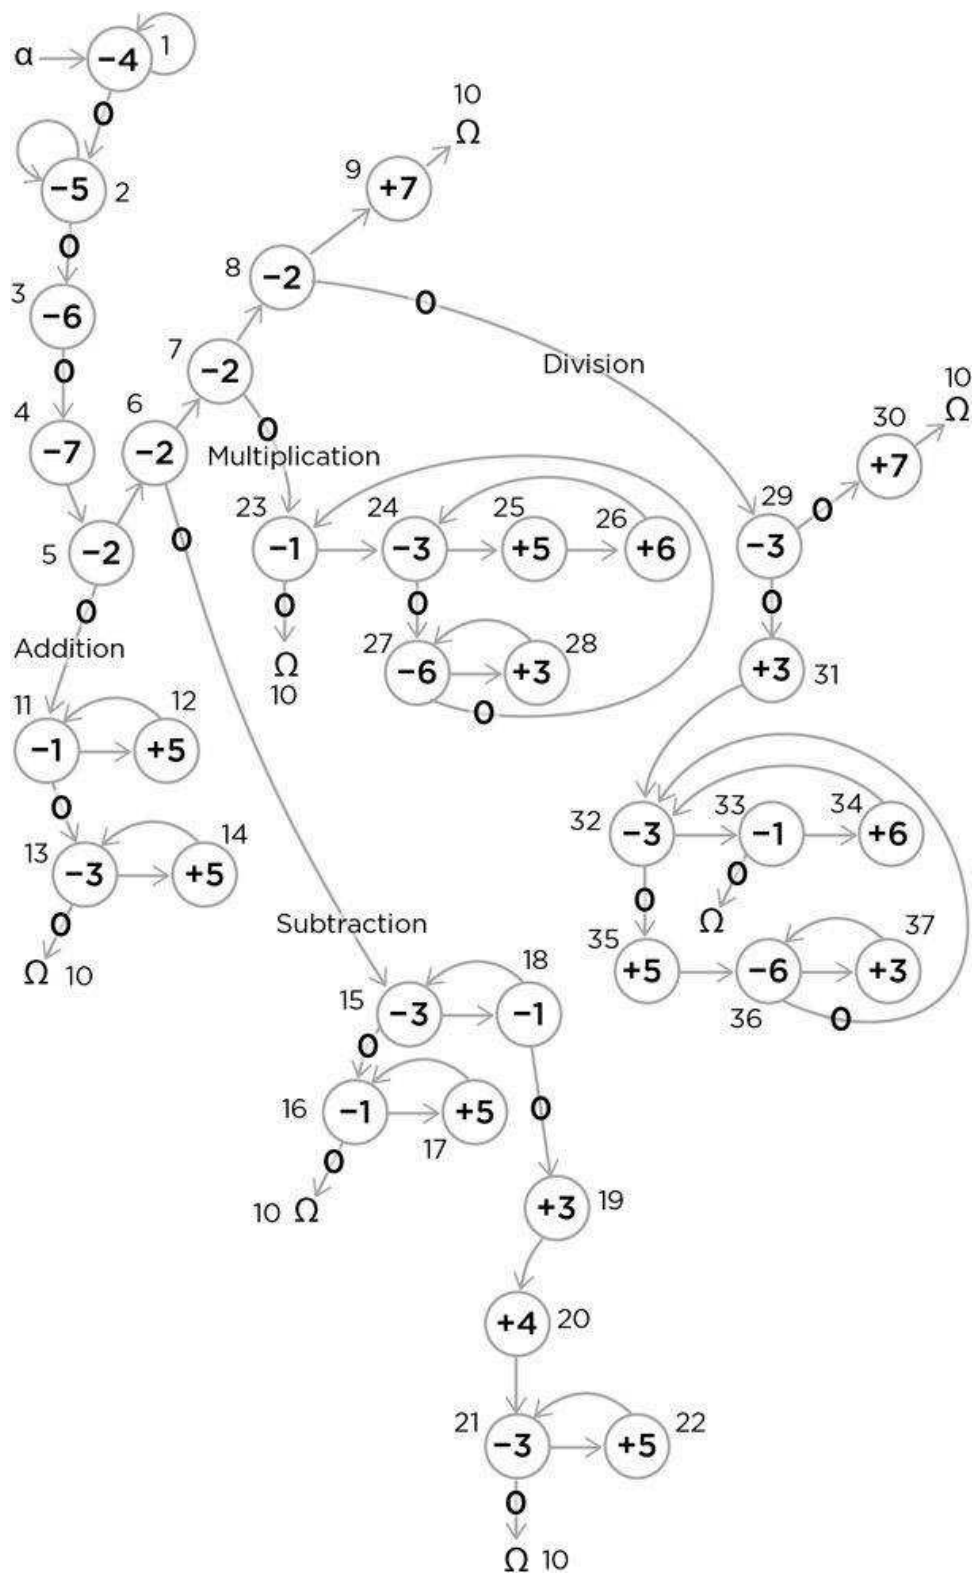 α −4 1
0
−5 2
0
3 −6
0
4 −7
5 −2
0
Addition
11 −1 12 +5
0
13 −3 14 +5
0
Ω 10
6 −2
0
7 −2
0
8 −2
0
9 +7
10
Ω
Multiplication
23 −1 24 −3 25 +5 26 +6
0 0
Ω
10
27 −6 28 +3
0
Division
29 −3
0
30 +7
10
Ω
0
+3 31
32 −3 33 −1 34 +6
0 0
Ω
35 +5 36 −6 37 +3
0
Subtraction
15 −3 18 −1
0 0
16 −1 17 +5
0
10 Ω
+3 19
+4 20
21 −3 22 +5
0
Ω 10